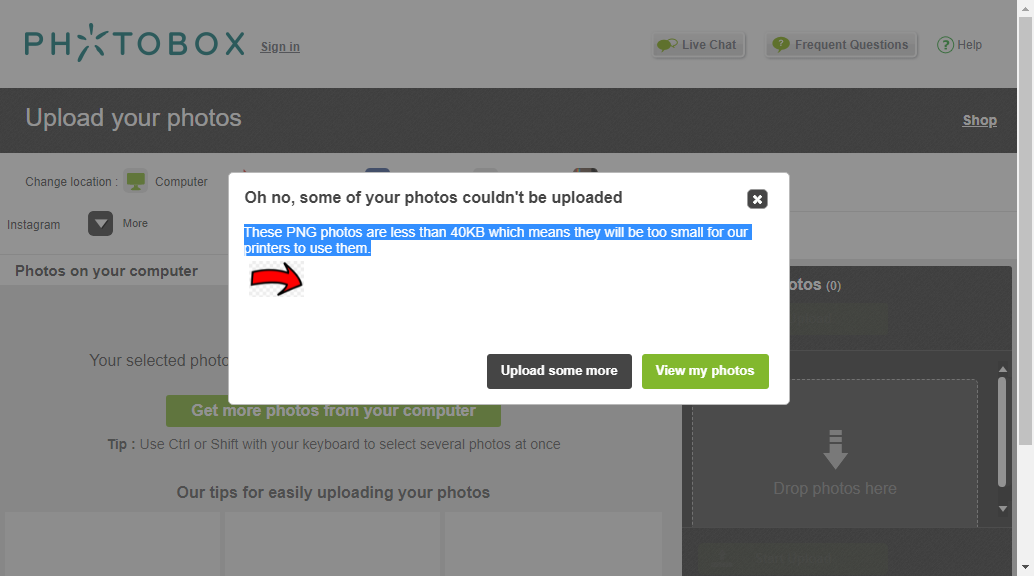 PHOTOBOX
Sign in
Live Chat
Frequent Questions
Help
Upload your photos
Shop
Change location :
Computer
Instagram
More
Oh no, some of your photos couldn't be uploaded
These PNG photos are less than 40KB which means they will be too small for our
printers to use them.
Upload some more
View my photos
Photos on your computer
Your selected
Get more photos from your computer
Tip : Use Ctrl or Shift with your keyboard to select several photos at once
Our tips for easily uploading your photos
(0)
Drop photos here